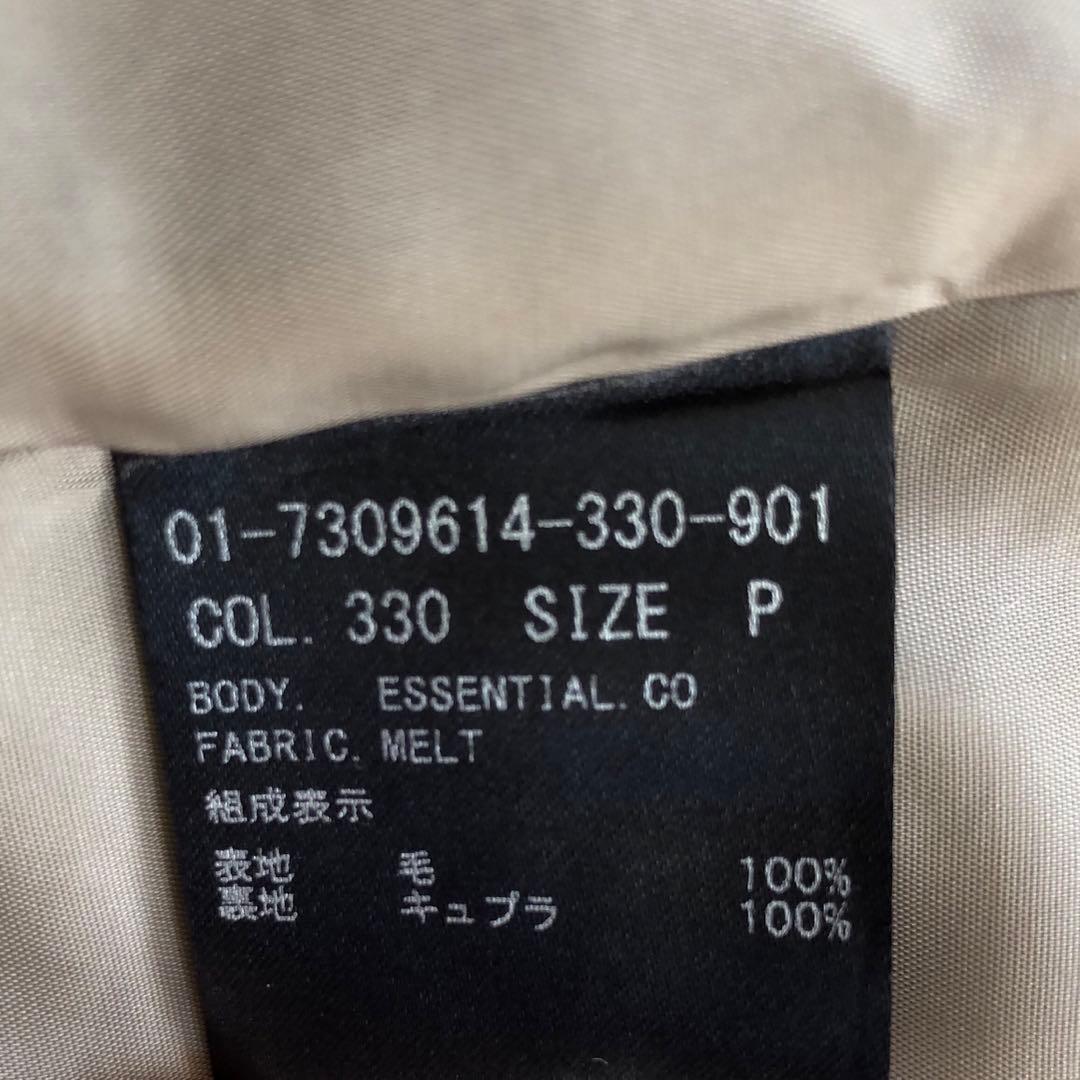 01-7309614-330-901
COL. 330 SIZE P
BODY. ESSENTIAL. CO
FABRIC. MELT
組成表示
表地 毛 100%
裏地 キュプラ 100%